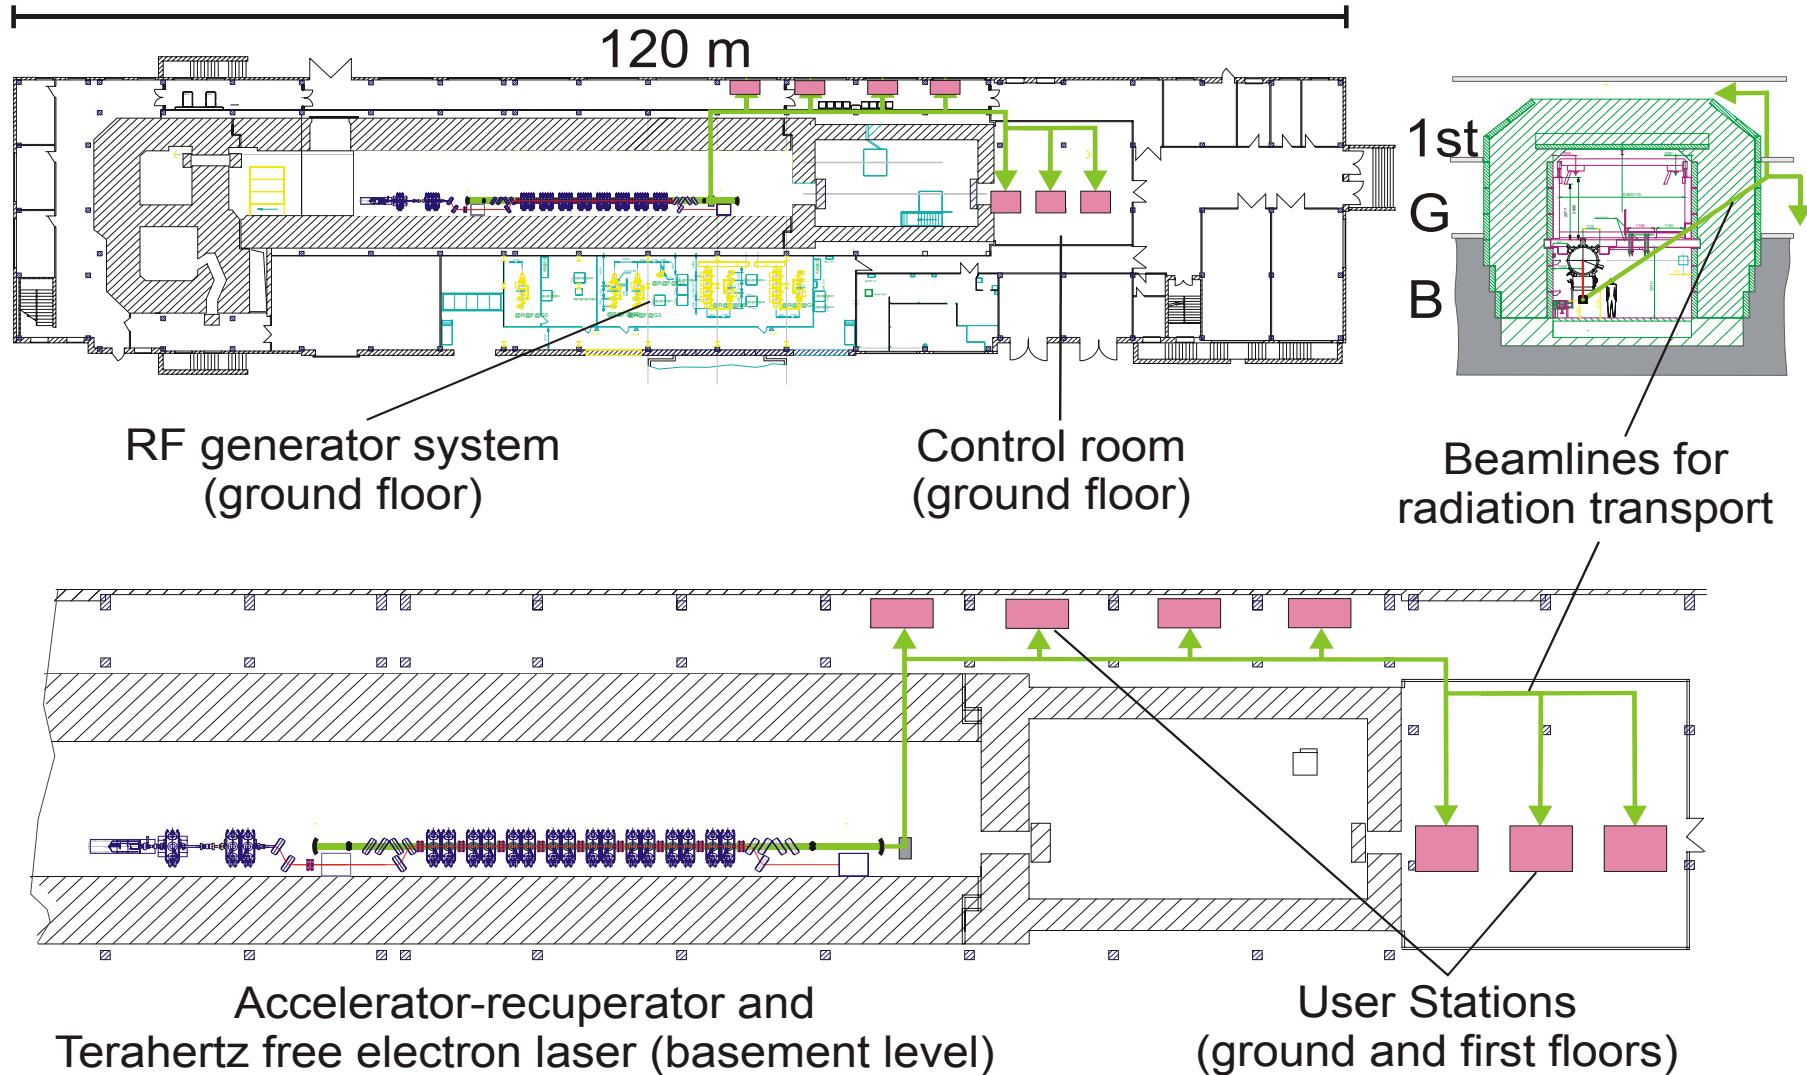 120 m
1st
G
B
RF generator system
(ground floor)
Control room
(ground floor)
Beamlines for
radiation transport
Accelerator-recuperator and
Terahertz free electron laser (basement level)
User Stations
(ground and first floors)